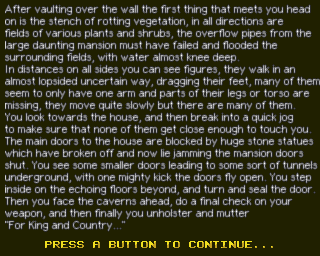 After vaulting over the wall the first thing that meets you head
on is the stench of rotting vegetation, in all directions are
fields of various plants and shrubs, the overflow pipes from the
large daunting mansion must have failed and flooded the
surrounding fields, with water almost knee deep.
In distances on all sides you can see figures, they walk in an
almost lopsided uncertain way, dragging their feet, many of them
seem to only have one arm and parts of their legs or torso are
missing, they move quite slowly but there are many of them.
You look towards the house, and then break into a quick jog
to make sure that none of them get close enough to touch you.
The main doors to the house are blocked by huge stone statues
which have broken off and now lie jamming the mansion doors
shut. You see some smaller doors leading to some sort of tunnels
underground, with one mighty kick the doors fly open. You step
inside on the echoing floors beyond, and turn and seal the door.
Then you face the caverns ahead, do a final check on your
weapon, and then finally you unholster and mutter
"For King and Country..."
PRESS A BUTTON TO CONTINUE...